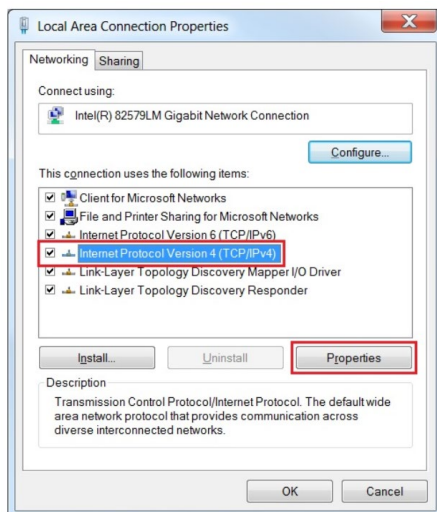 Local Area Connection Properties
Networking
Sharing
Connect using:
Intel(R) 82579LM Gigabit Network Connection
Configure...
This connection uses the following items:
Client for Microsoft Networks
File and Printer Sharing for Microsoft Networks
Internet Protocol Version 6 (TCP/IPv6)
Internet Protocol Version 4 (TCP/IPv4)
Link-Layer Topology Discovery Mapper I/O Driver
Link-Layer Topology Discovery Responder
Install...
Uninstall
Properties
Description
Transmission Control Protocol/Internet Protocol. The default wide
area network protocol that provides communication across
diverse interconnected networks.
OK
Cancel